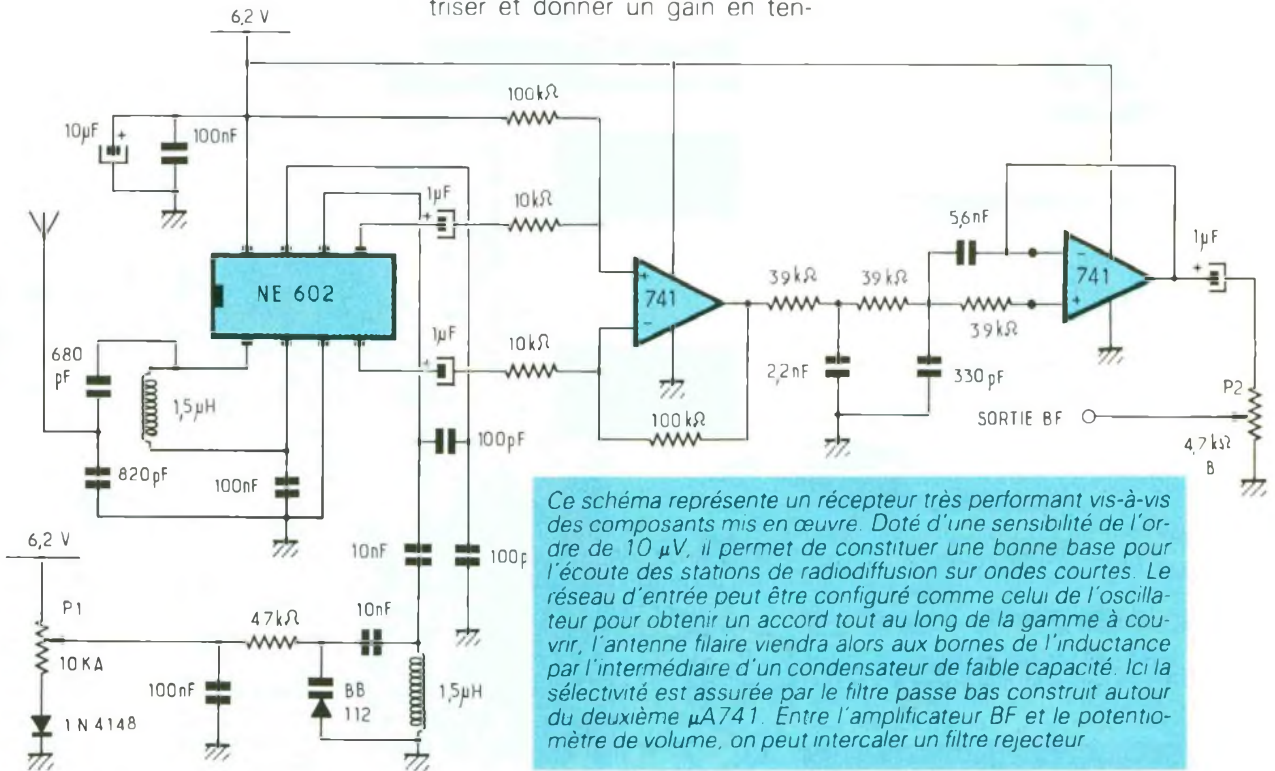 triser et donner un gain en ten-
6,2 V
100kΩ
10µF
+
100nF
1µF
+
10kΩ
NE 602
680
pF
1,5µH
820pF
100nF
1µF
+
10kΩ
+
741
-
100kΩ
100pF
39kΩ
39kΩ
5,6nF
39kΩ
-
741
+
1µF
+
2,2nF
330pF
SORTIE BF
P2
4,7kΩ
B
6,2 V
P1
10KA
1N4148
100nF
47kΩ
10nF
BB
112
10nF
100p
1,5µH
Ce schéma représente un récepteur très performant vis-à-vis
des composants mis en œuvre. Doté d'une sensibilité de l'or-
dre de 10 µV, il permet de constituer une bonne base pour
l'écoute des stations de radiodiffusion sur ondes courtes. Le
réseau d'entrée peut être configuré comme celui de l'oscilla-
teur pour obtenir un accord tout au long de la gamme à cou-
vrir, l'antenne filaire viendra alors aux bornes de l'inductance
par l'intermédiaire d'un condensateur de faible capacité. Ici la
sélectivité est assurée par le filtre passe bas construit autour
du deuxième µA741. Entre l'amplificateur BF et le potentio-
mètre de volume, on peut intercaler un filtre rejecteur